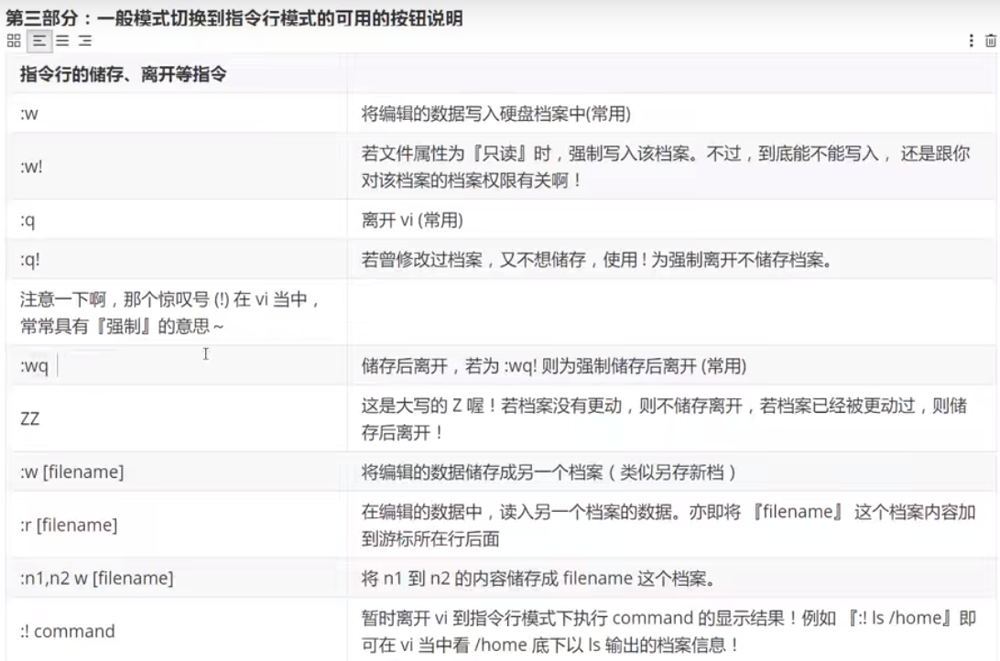 第三部分：一般模式切换到指令行模式的可用的按钮说明
指令行的储存、离开等指令
:w
将编辑的数据写入硬盘档案中(常用)
:w!
若文件属性为『只读』时，强制写入该档案。不过，到底能不能写入， 还是跟你
对该档案的档案权限有关啊！
:q
离开 vi (常用)
:q!
若曾修改过档案，又不想储存，使用 ! 为强制离开不储存档案。
注意一下啊，那个惊叹号 (!) 在 vi 当中，
常常具有『强制』的意思～
:wq
储存后离开，若为 :wq! 则为强制储存后离开 (常用)
ZZ
这是大写的 Z 喔！若档案没有更动，则不储存离开，若档案已经被更动过，则储
存后离开！
:w [filename]
将编辑的数据储存成另一个档案（类似另存新档）
:r [filename]
在编辑的数据中，读入另一个档案的数据。亦即将 『filename』 这个档案内容加
到游标所在行后面
:n1,n2 w [filename]
将 n1 到 n2 的内容储存成 filename 这个档案。
:! command
暂时离开 vi 到指令行模式下执行 command 的显示结果！例如 『:! ls /home』即
可在 vi 当中看 /home 底下以 ls 输出的档案信息！